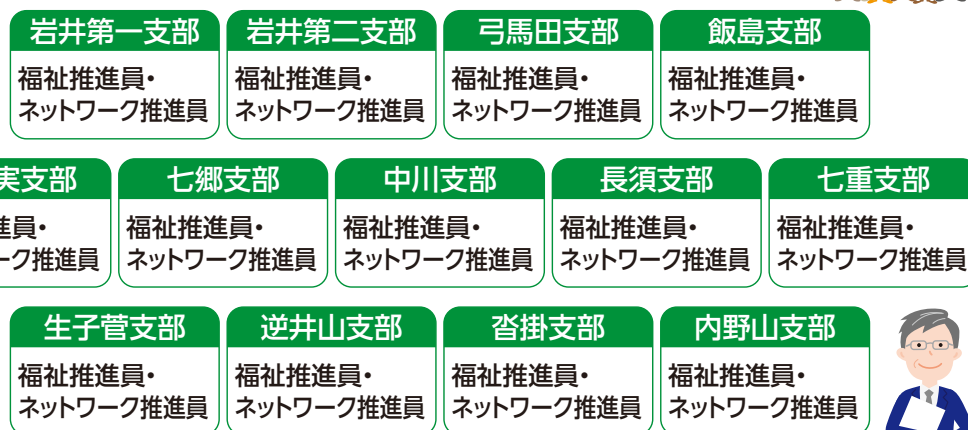 岩井第一支部
福祉推進員・
ネットワーク推進員
岩井第二支部
福祉推進員・
ネットワーク推進員
弓馬田支部
福祉推進員・
ネットワーク推進員
飯島支部
福祉推進員・
ネットワーク推進員
実支部
進員・
ーク推進員
七郷支部
福祉推進員・
ネットワーク推進員
中川支部
福祉推進員・
ネットワーク推進員
長須支部
福祉推進員・
ネットワーク推進員
七重支部
福祉推進員・
ネットワーク推進員
生子菅支部
福祉推進員・
ネットワーク推進員
逆井山支部
福祉推進員・
ネットワーク推進員
沓掛支部
福祉推進員・
ネットワーク推進員
内野山支部
福祉推進員・
ネットワーク推進員